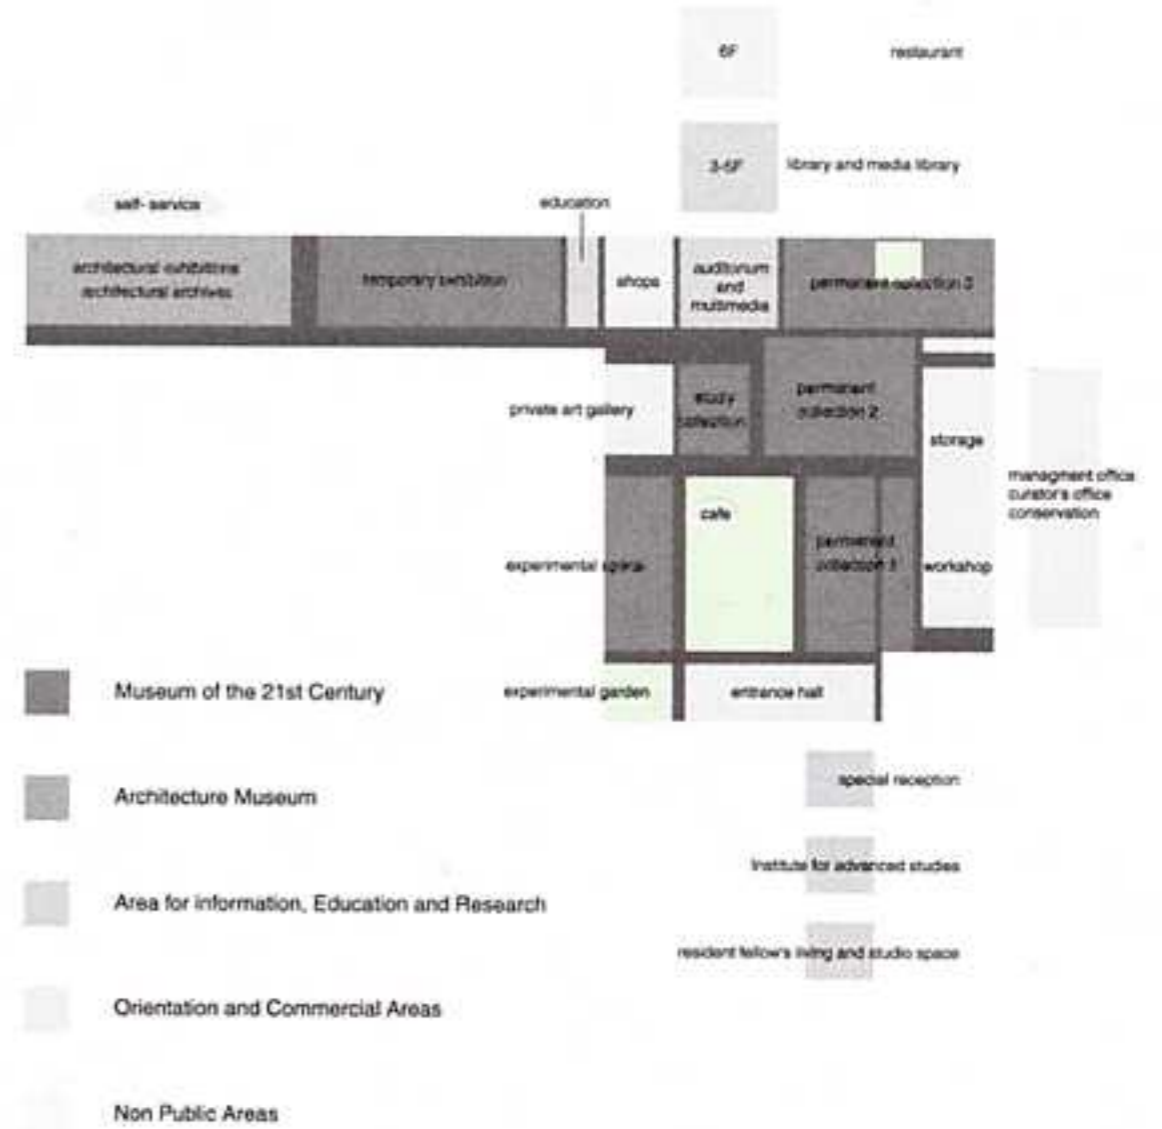 6F
restaurant
3-5F
library and media library
self- service
education
architectural exhibitions
architectural archives
temporary exhibition
shops
auditorium
and
multimedia
permanent collection 3
private art gallery
study
collection
permanent
collection 2
storage
managment office
curator's office
conservation
cafe
experimental
permanent
collection 1
workshop
Museum of the 21st Century
experimental garden
entrance hall
special reception
Architecture Museum
Institute for advanced studies
Area for information, Education and Research
resident fellow's living and studio space
Orientation and Commercial Areas
Non Public Areas